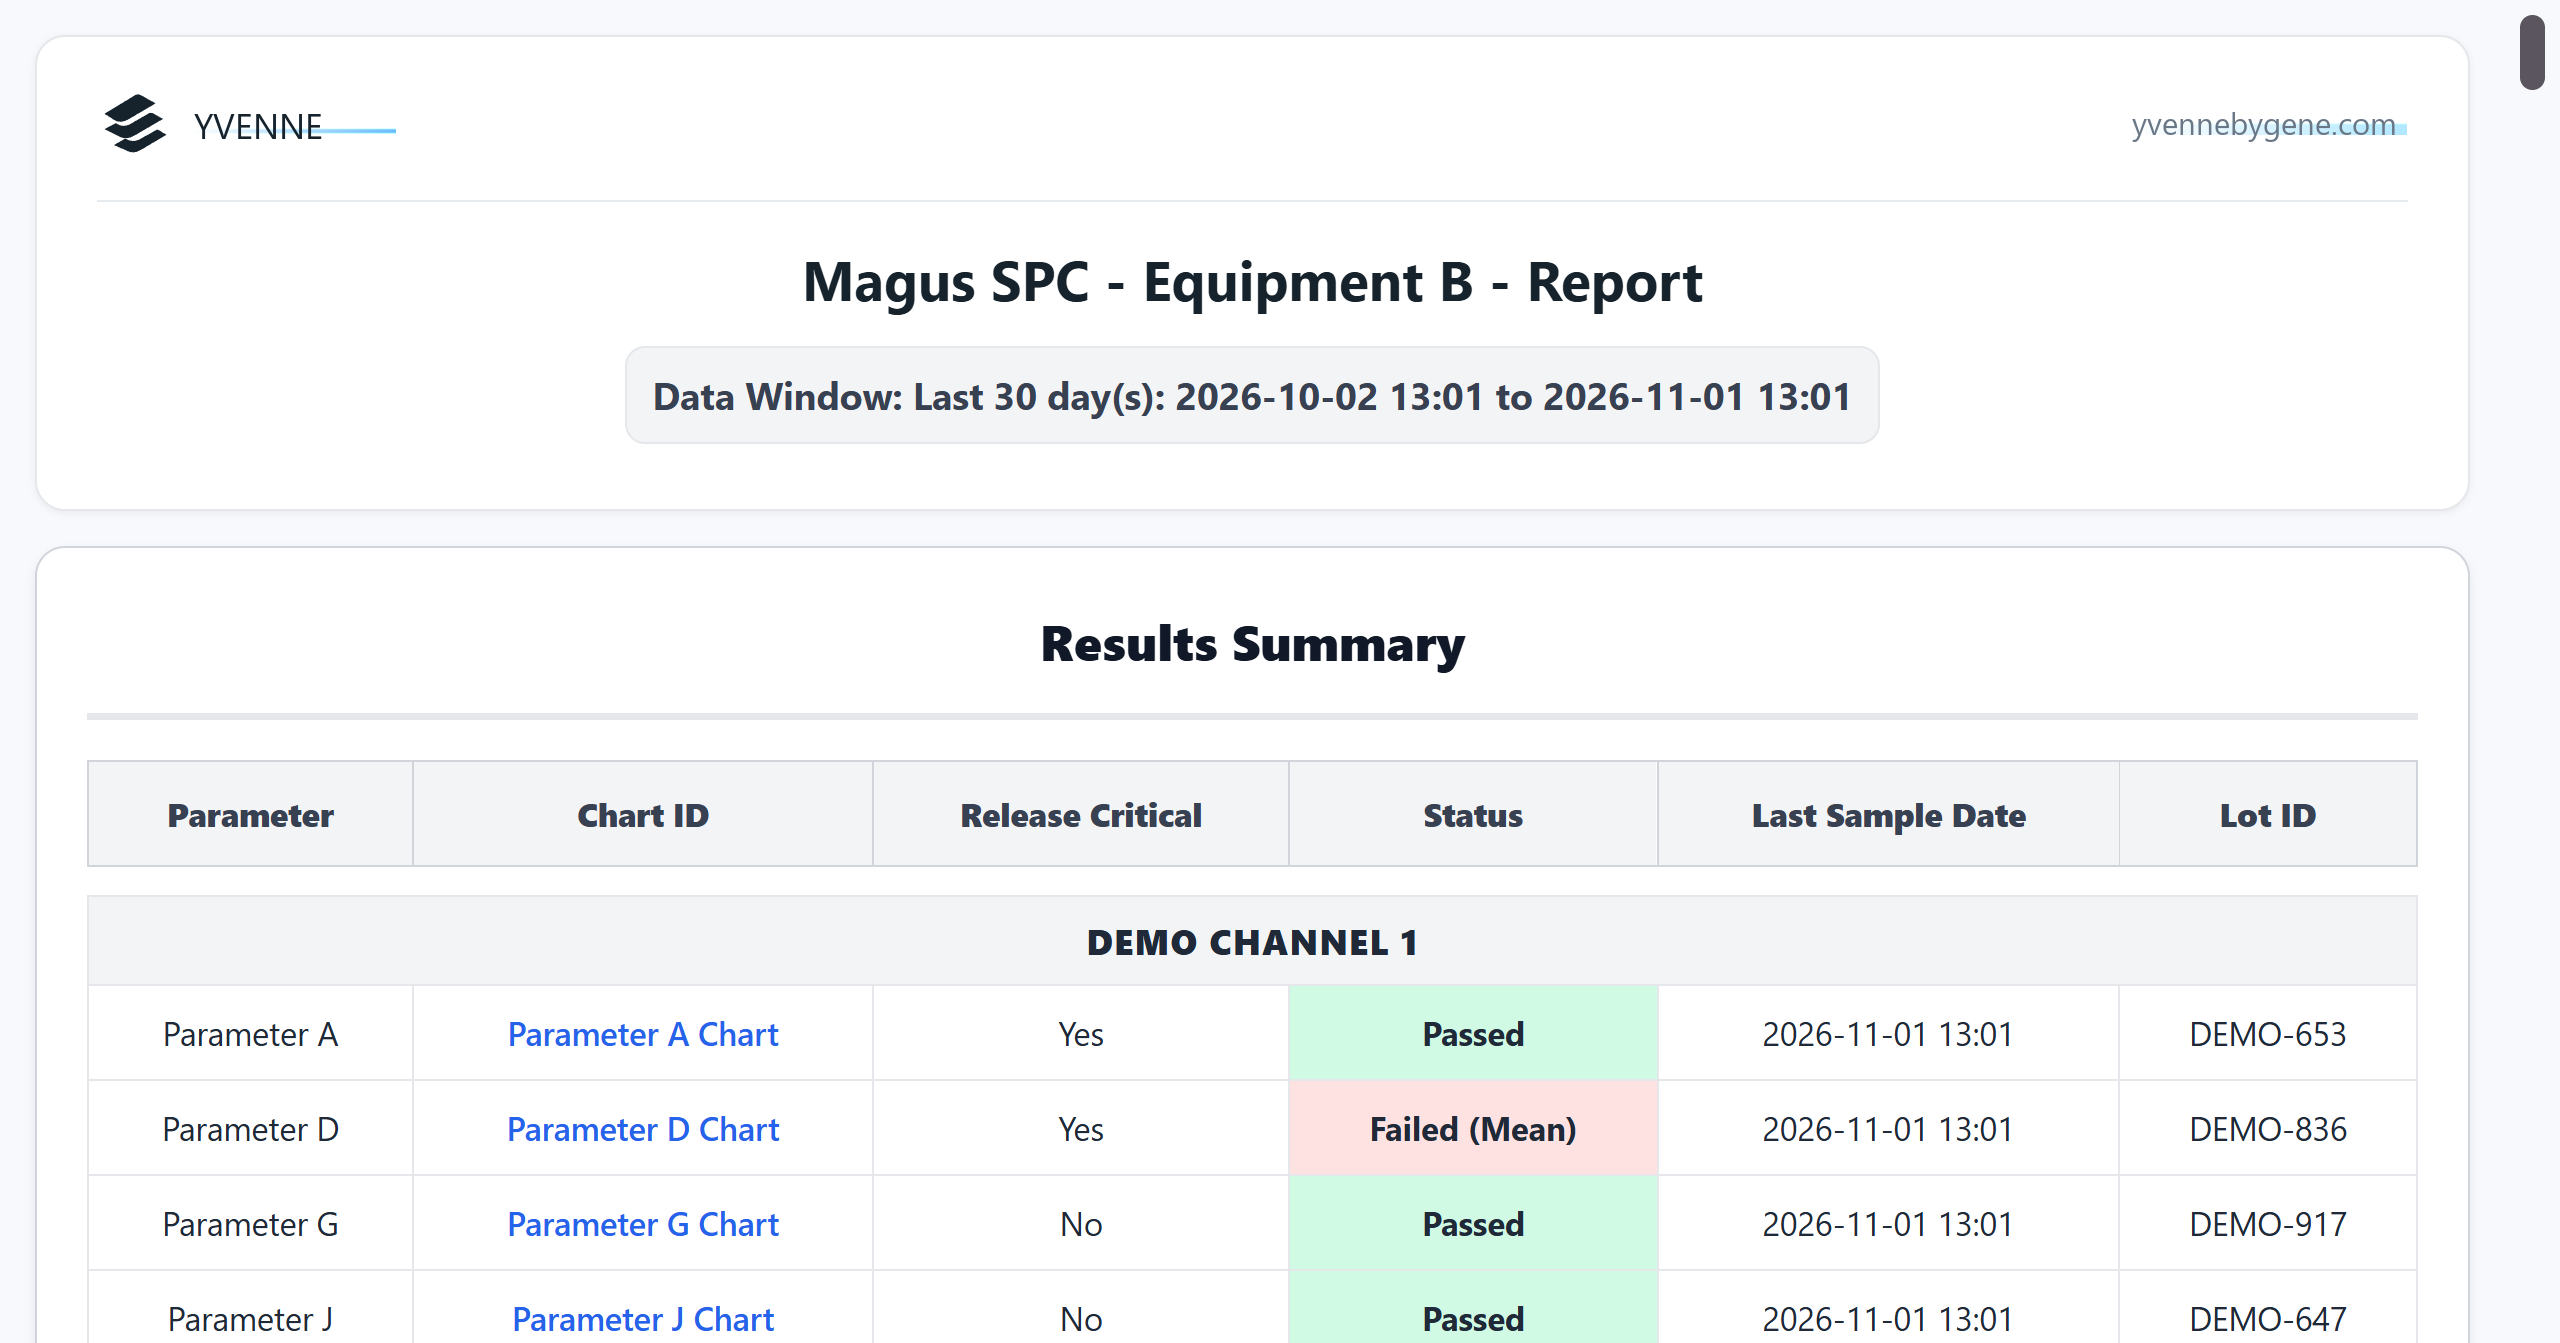 YVENNE
yvennebygene.com
Magus SPC - Equipment B - Report
Data Window: Last 30 day(s): 2026-10-02 13:01 to 2026-11-01 13:01
Results Summary
Parameter Chart ID Release Critical Status Last Sample Date Lot ID
DEMO CHANNEL 1
Parameter A Parameter A Chart Yes Passed 2026-11-01 13:01 DEMO-653
Parameter D Parameter D Chart Yes Failed (Mean) 2026-11-01 13:01 DEMO-836
Parameter G Parameter G Chart No Passed 2026-11-01 13:01 DEMO-917
Parameter J Parameter J Chart No Passed 2026-11-01 13:01 DEMO-647